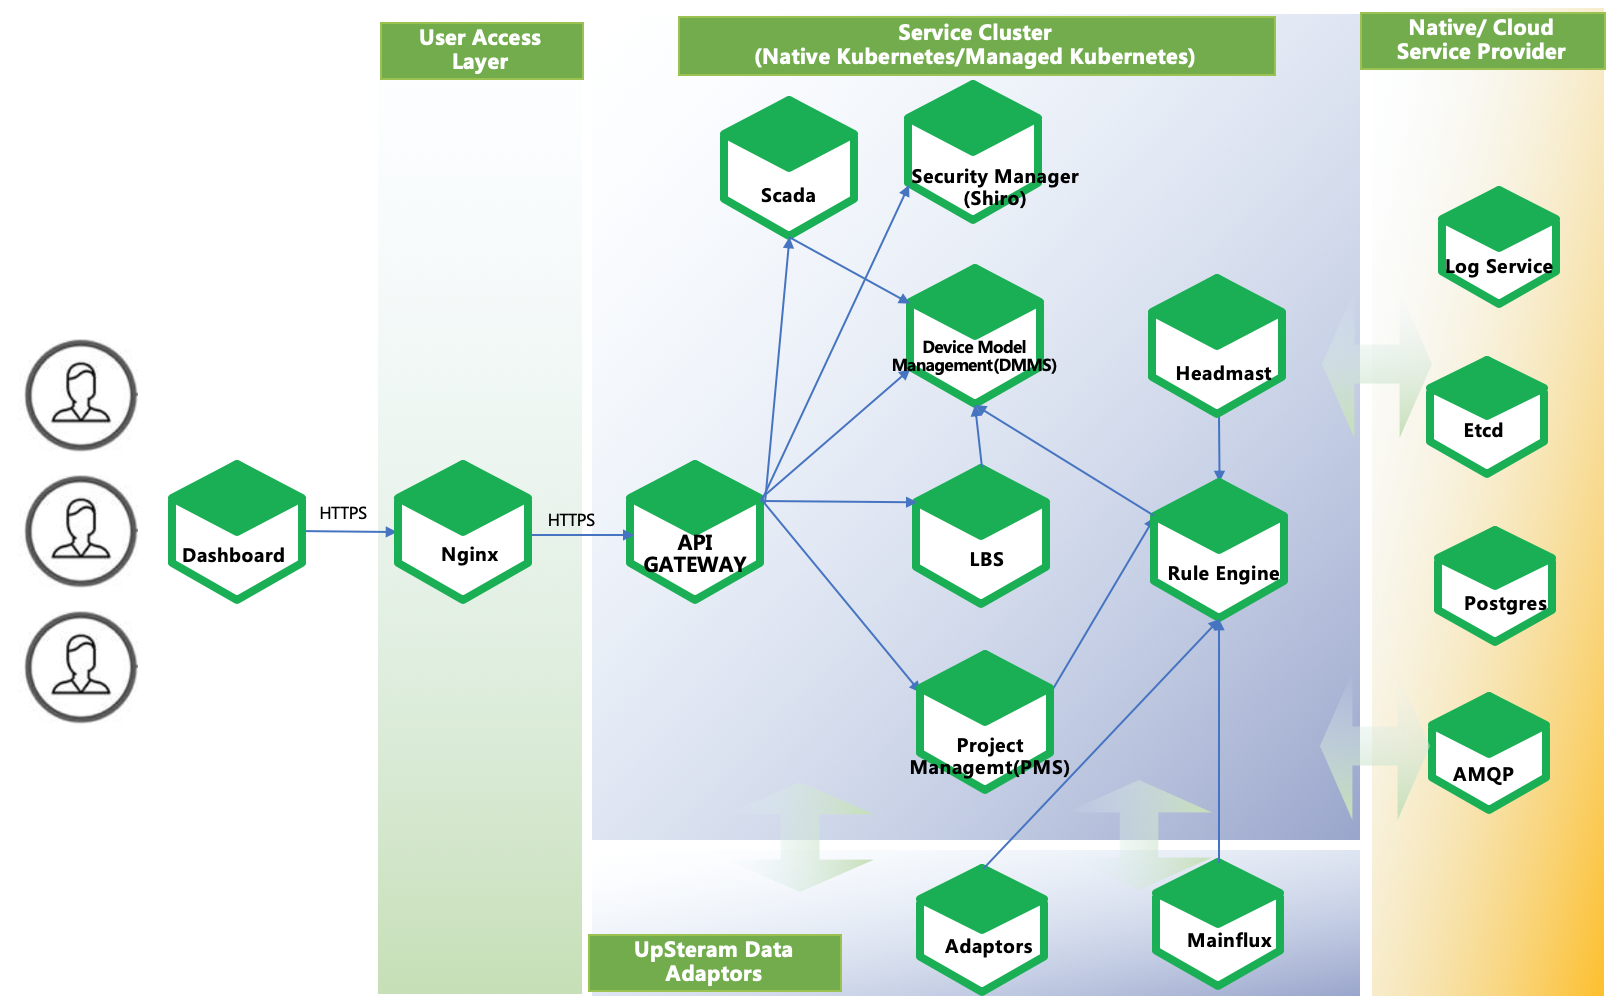 User Access
Layer
Service Cluster
(Native Kubernetes/Managed Kubernetes)
Native/ Cloud
Service Provider
Scada
Security Manager
(Shiro)
Log Service
Device Model
Management(DMMS)
Headmast
Etcd
Dashboard
HTTPS
Nginx
HTTPS
API
GATEWAY
LBS
Rule Engine
Postgres
Project
Managemt(PMS)
AMQP
UpSteram Data
Adaptors
Adaptors
Mainflux